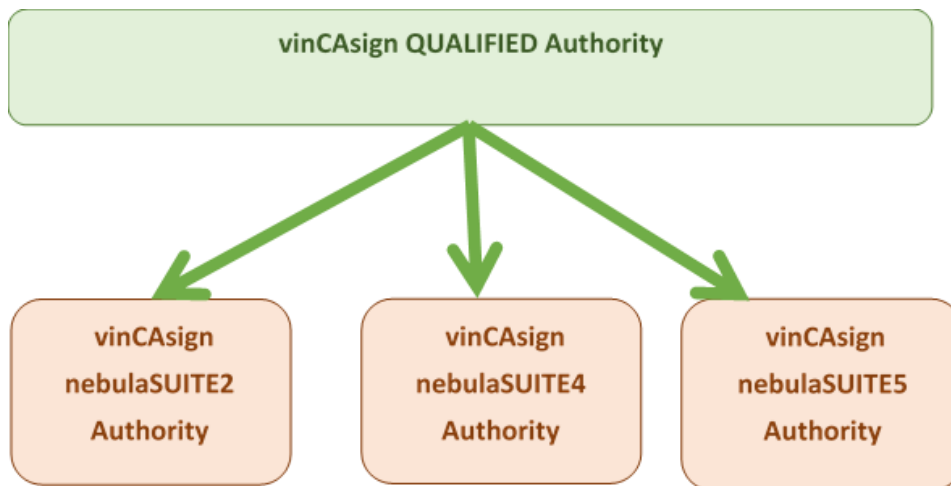 vinCAsign QUALIFIED Authority
vinCAsign
nebulaSUITE2
Authority
vinCAsign
nebulaSUITE4
Authority
vinCAsign
nebulaSUITE5
Authority